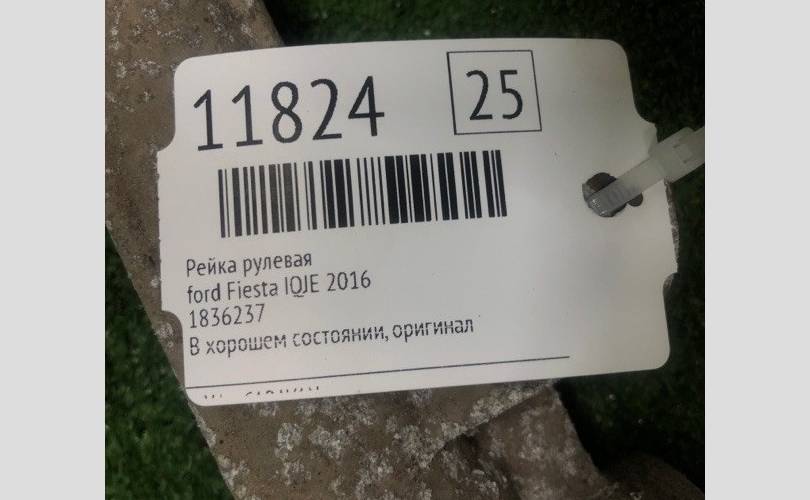 11824 25
Рейка рулевая
ford Fiesta IQJE 2016
1836237
В хорошем состоянии, оригинал